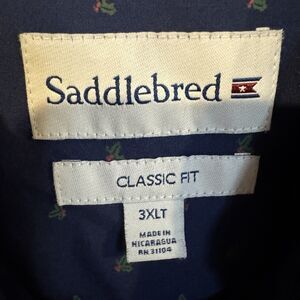 Saddlebred
CLASSIC FIT
3XLT
MADE IN
NICARAGUA
RN 31104